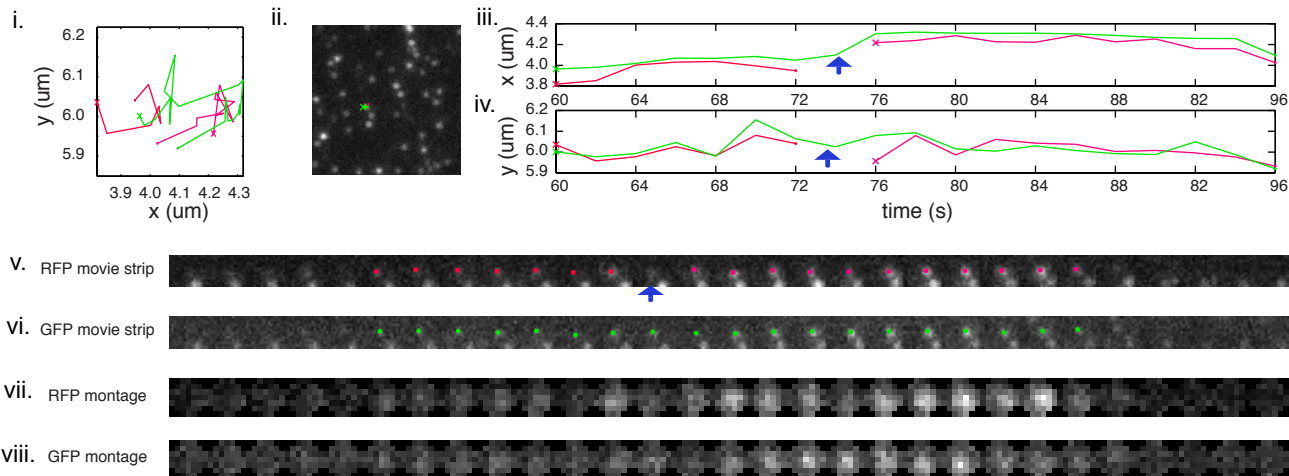 i.
6.2
6.1
6.0
5.9
y (um)
3.9 4.0 4.1 4.2 4.3
x (um)
ii.
iii.
4.4
4.2
4.0
3.8
x (um)
60 64 68 72 76 80 84 88 92 96
iv.
6.2
6.1
6.0
5.9
y (um)
60 64 68 72 76 80 84 88 92 96
time (s)
v. RFP movie strip
vi. GFP movie strip
vii. RFP montage
viii. GFP montage